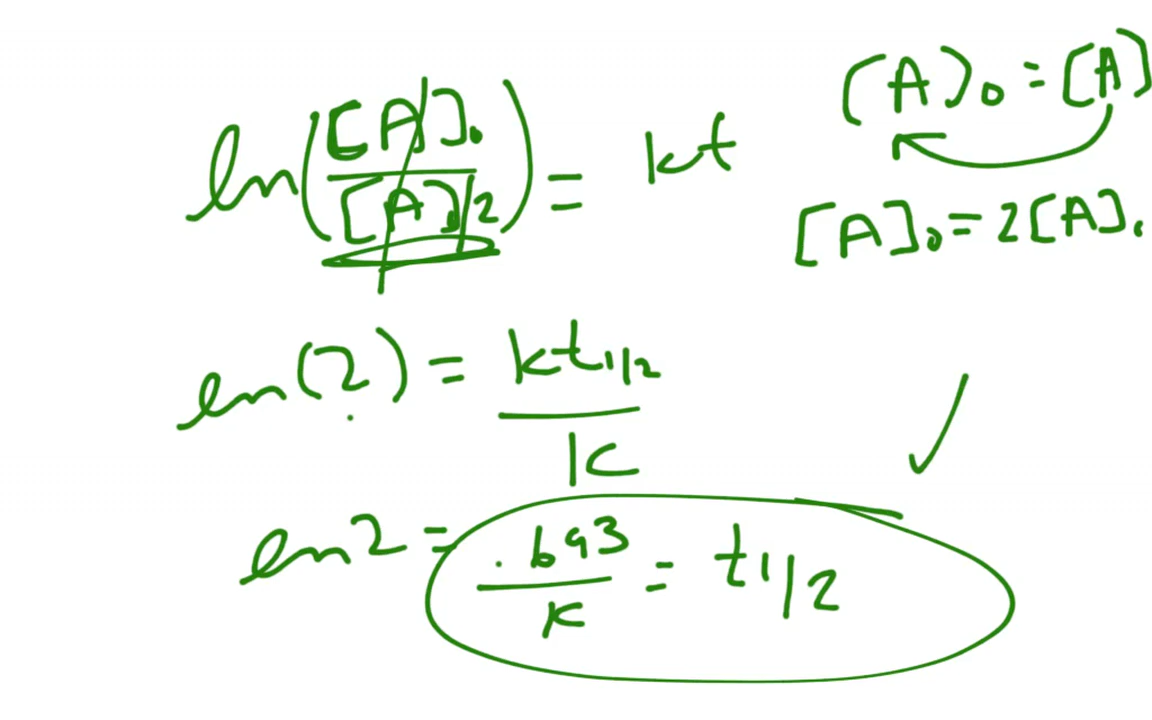 ln([A]₀/[A]₀/2) = kt
[A]₀ = [A]
[A]₀ = 2[A]₀
ln(2) = kt1/2 / k
ln2 = .693/k = t1/2